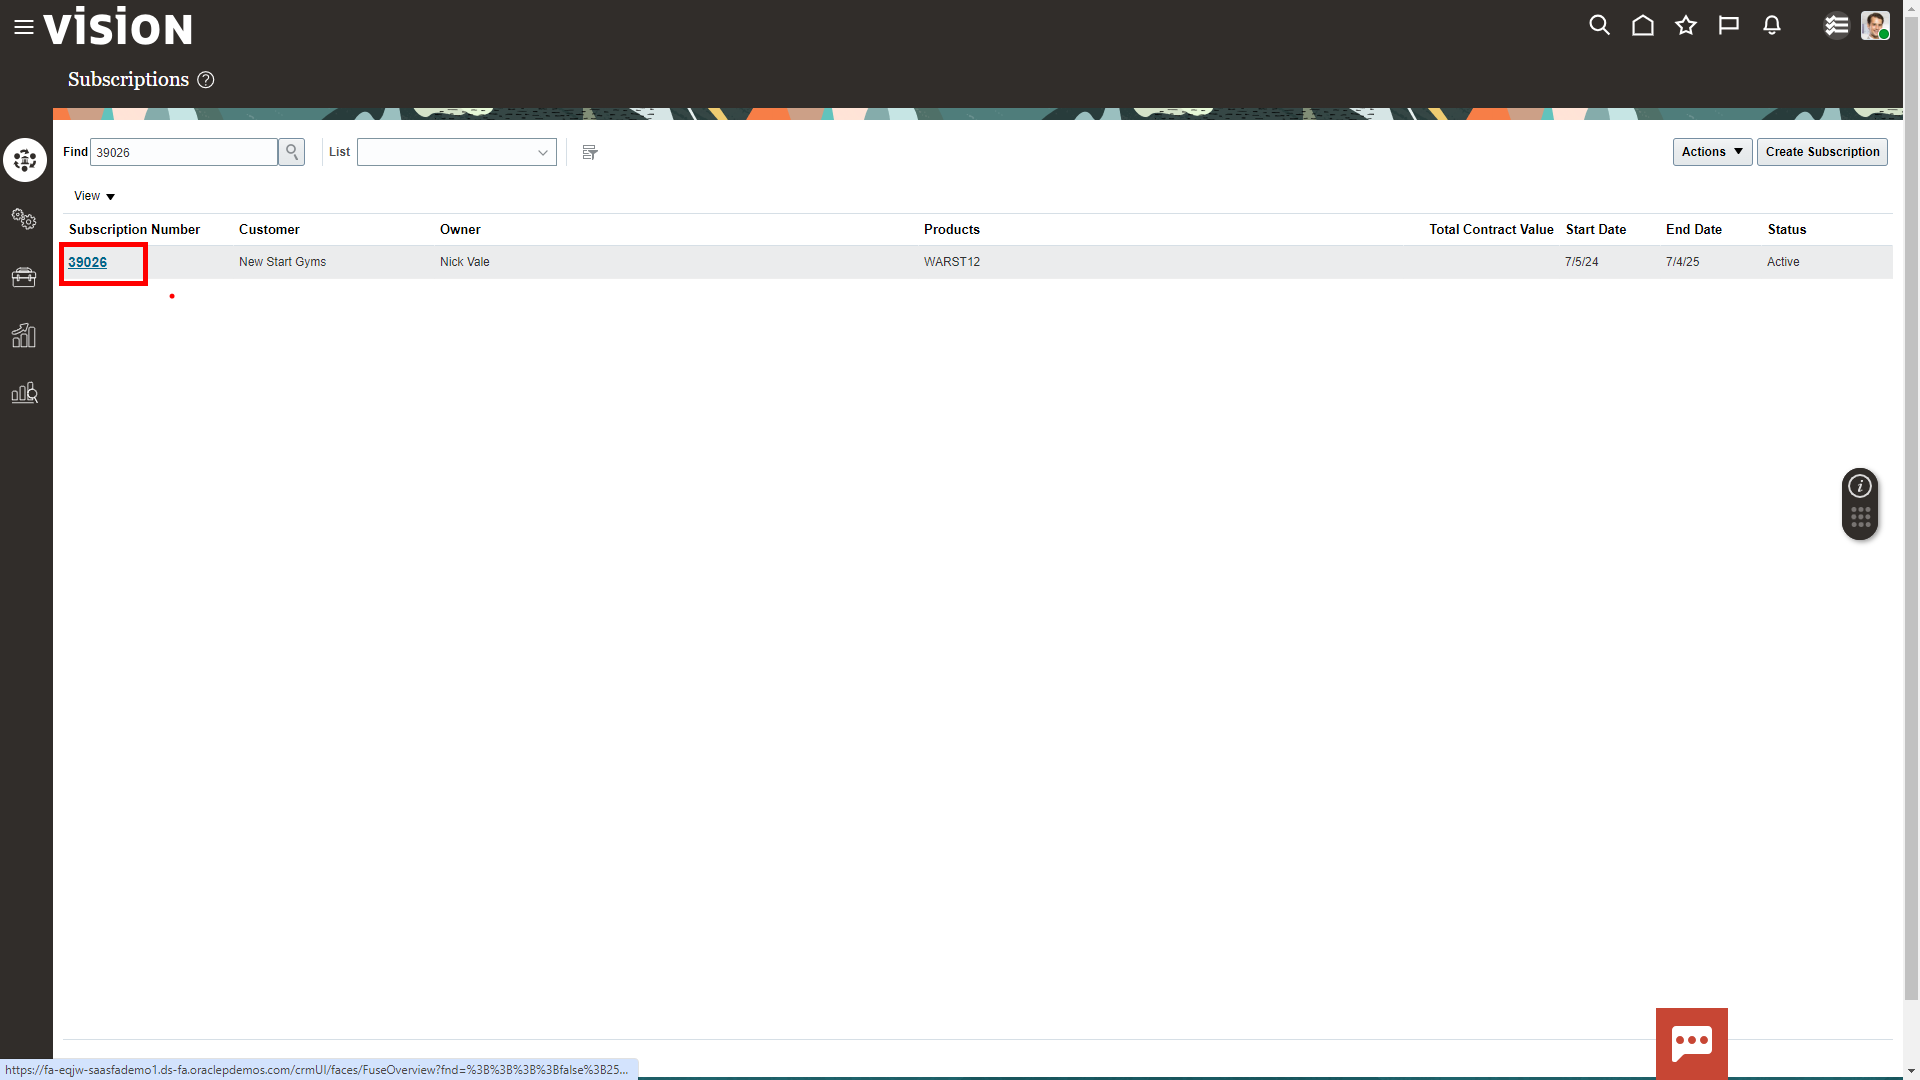 vision
Subscriptions ?
Find 39026 List Actions Create Subscription
View
Subscription Number Customer Owner Products Total Contract Value Start Date End Date Status
39026 New Start Gyms Nick Vale WARST12 7/5/24 7/4/25 Active
i
https://fa-eqjw-saasfademo1.ds-fa.oraclepdemos.com/crmUI/faces/FuseOverview?fnd=%3B%3B%3B%3Bfalse%3B25...